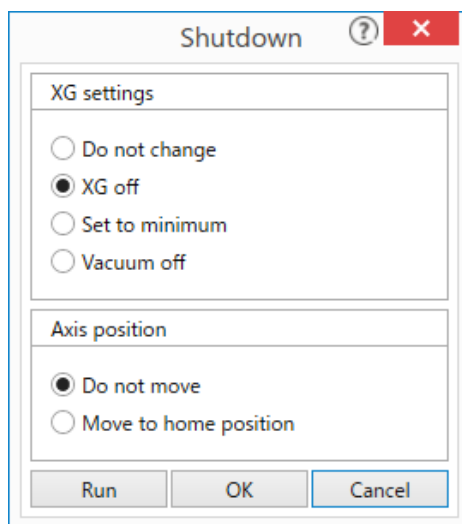 Shutdown ?
XG settings
Do not change
XG off
Set to minimum
Vacuum off
Axis position
Do not move
Move to home position
Run OK Cancel